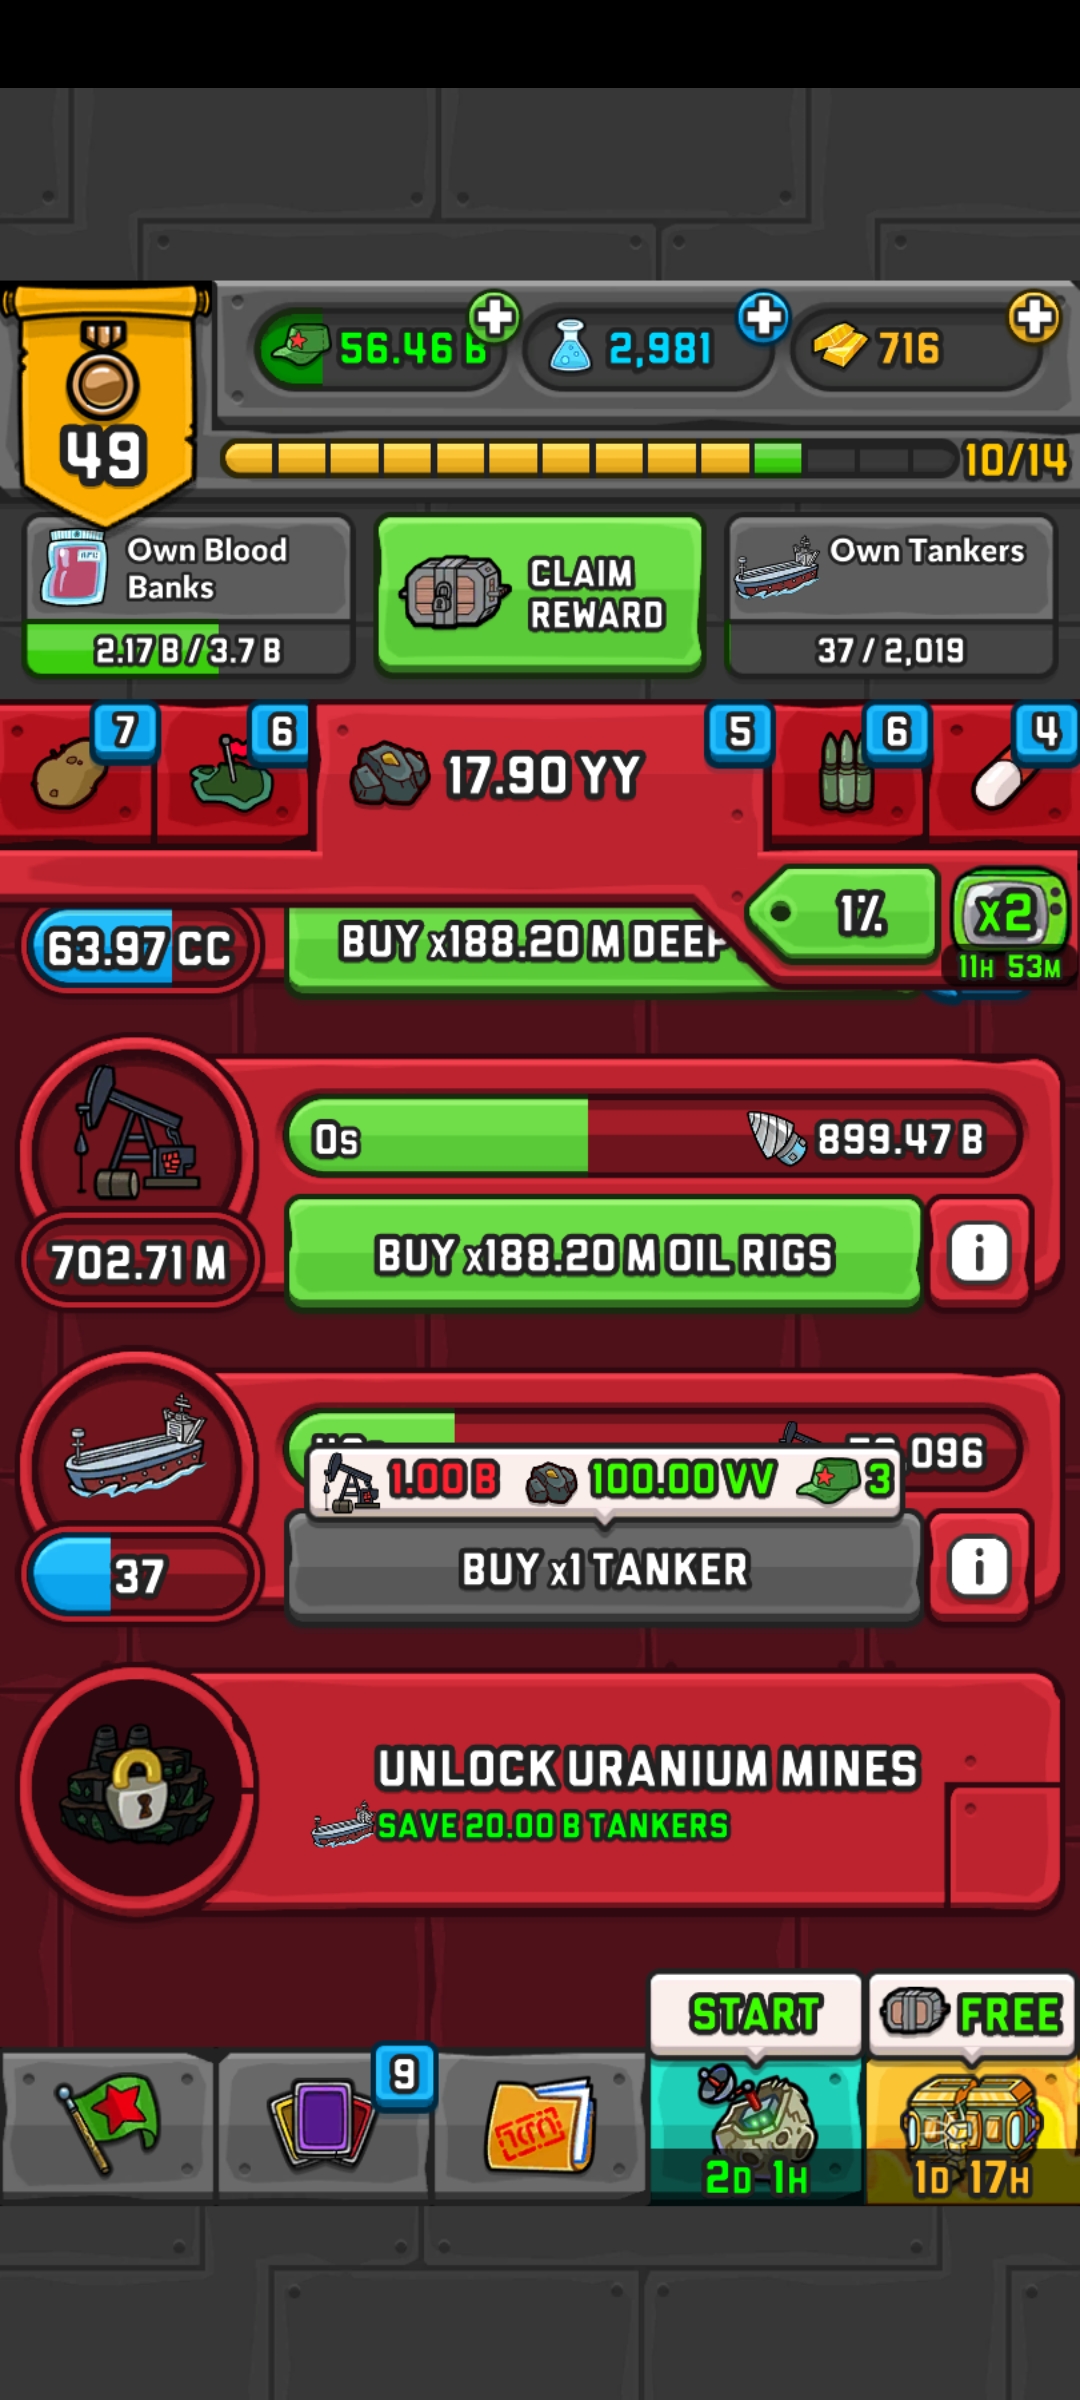 49
56.46 B
2,981
716
10/14
Own Blood
Banks
2.17 B / 3.7 B
CLAIM
REWARD
Own Tankers
37 / 2,019
7
6
17.90 YY
5
6
4
1%
x2
11H 53M
63.97 CC
BUY x188.20 M DEEP
0s
899.47 B
702.71 M
BUY x188.20 M OIL RIGS
i
096
1.00 B
100.00 VV
3
37
BUY x1 TANKER
i
UNLOCK URANIUM MINES
SAVE 20.00 B TANKERS
START
FREE
9
2D 1H
1D 17H